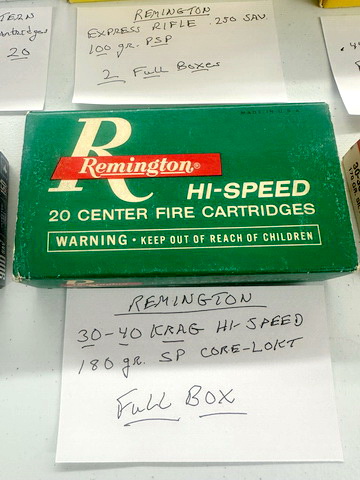 REMINGTON
EXPRESS RIFLE .250 SAV.
100 gr. PSP
2 Full Boxes
TERN
20
R
Remington®
HI-SPEED
20 CENTER FIRE CARTRIDGES
WARNING • KEEP OUT OF REACH OF CHILDREN
REMINGTON
30-40 KRAG HI-SPEED
180 gr. SP CORE-LOKT
Full Box